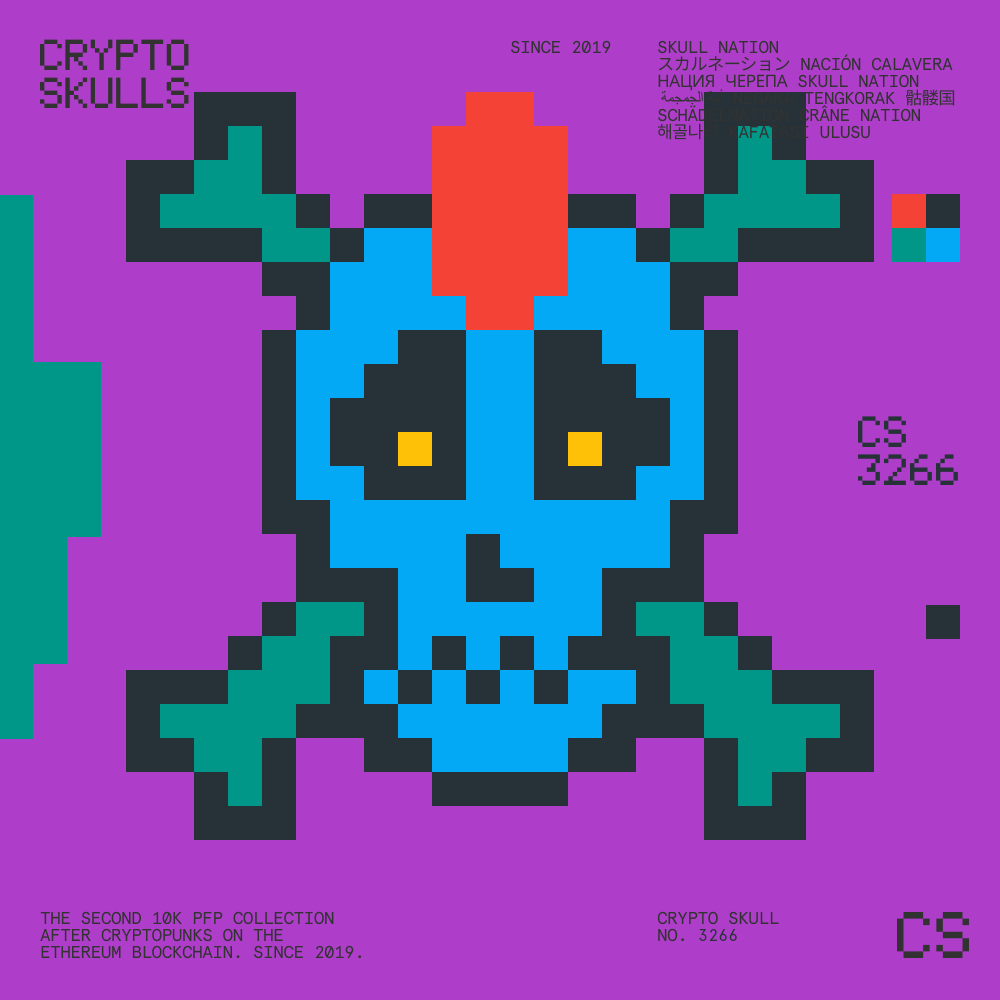 CRYPTO
SKULLS
SINCE 2019
SKULL NATION
スカルネーション NACIÓN CALAVERA
НАЦИЯ ЧЕРЕПА SKULL NATION
TENGKORAK 骷髅国
CRÂNE NATION
ULUSU
CS
3266
THE SECOND 10K PFP COLLECTION
AFTER CRYPTOPUNKS ON THE
ETHEREUM BLOCKCHAIN. SINCE 2019.
CRYPTO SKULL
NO. 3266
CS